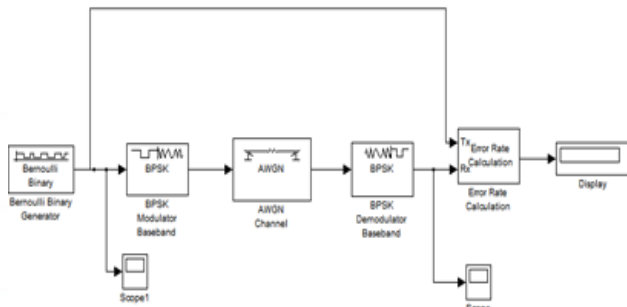 Bernoulli
Binary
Bernoulli Binary
Generator
BPSK
BPSK
Modulator
Baseband
AWGN
AWGN
Channel
BPSK
BPSK
Demodulator
Baseband
Tx
Rx
Error Rate
Calculation
Error Rate
Calculation
Display
Scope1